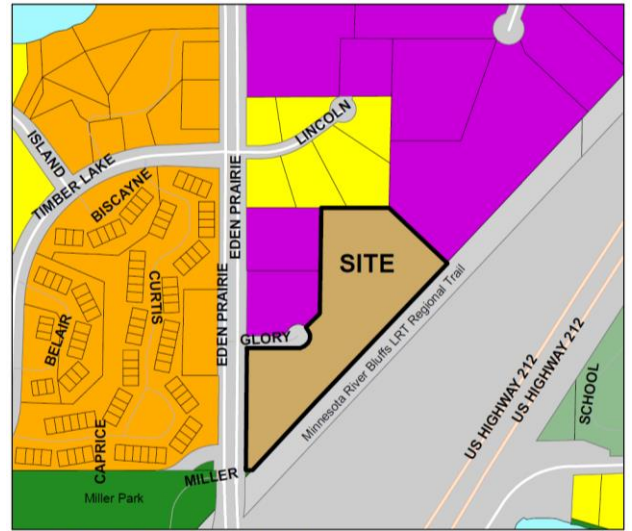 LINCOLN
ISLAND
TIMBER LAKE
BISCAYNE
EDEN PRAIRIE
SITE
EDEN PRAIRIE
CURTIS
BELAIR
GLORY
Minnesota River Bluffs LRT Regional Trail
US HIGHWAY 212
US HIGHWAY 212
SCHOOL
CAPRICE
MILLER
Miller Park